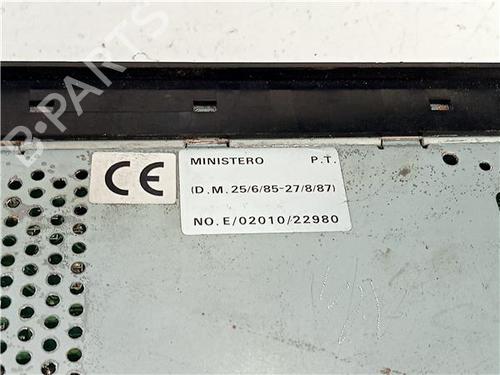 B-PARTS
CE
MINISTERO P.T.
(D.M. 25/6/85-27/8/87)
NO. E/02010/22980